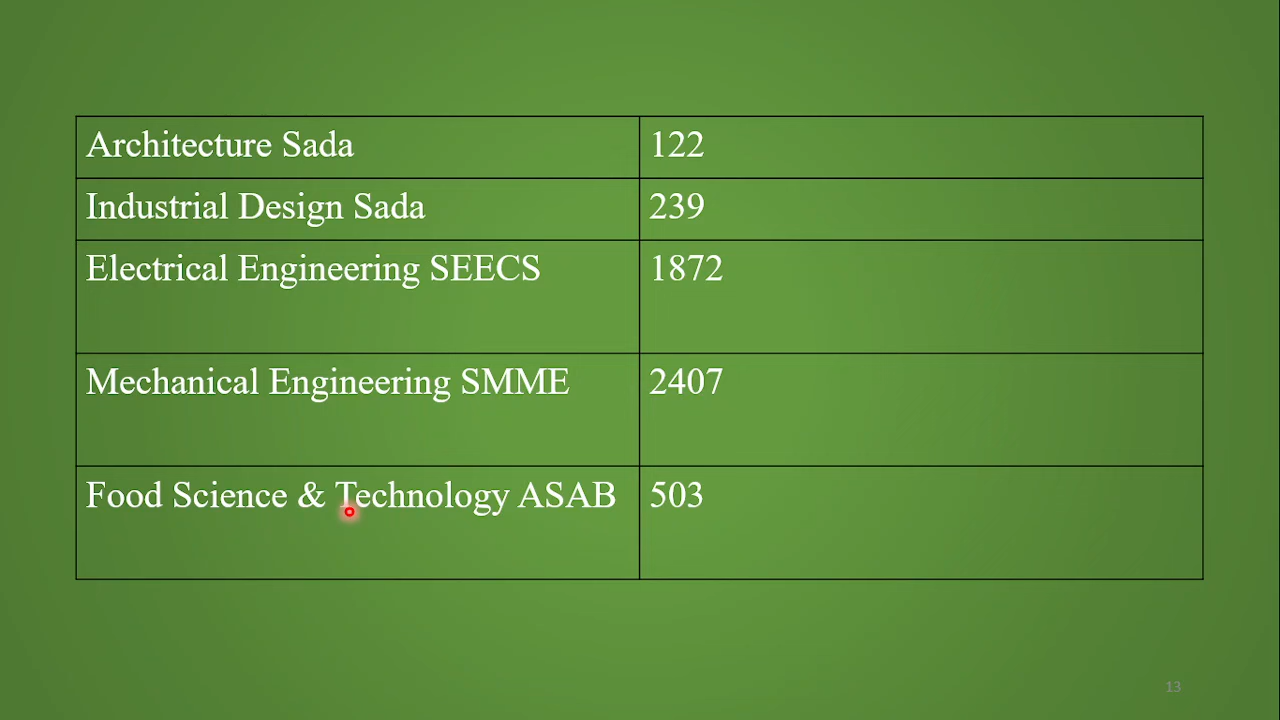 Architecture Sada 122
Industrial Design Sada 239
Electrical Engineering SEECS 1872
Mechanical Engineering SMME 2407
Food Science & Technology ASAB 503
13